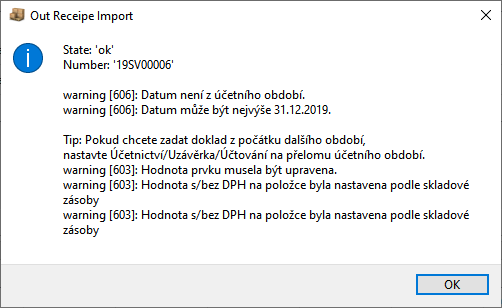 Out Receipe Import
State: 'ok'
Number: '19SV00006'
warning [606]: Datum není z účetního období.
warning [606]: Datum může být nejvýše 31.12.2019.
Tip: Pokud chcete zadat doklad z počátku dalšího období,
nastavte Účetnictví/Uzávěrka/Účtování na přelomu účetního období.
warning [603]: Hodnota prvku musela být upravena.
warning [603]: Hodnota s/bez DPH na položce byla nastavena podle skladové
zásoby
warning [603]: Hodnota s/bez DPH na položce byla nastavena podle skladové
zásoby
OK